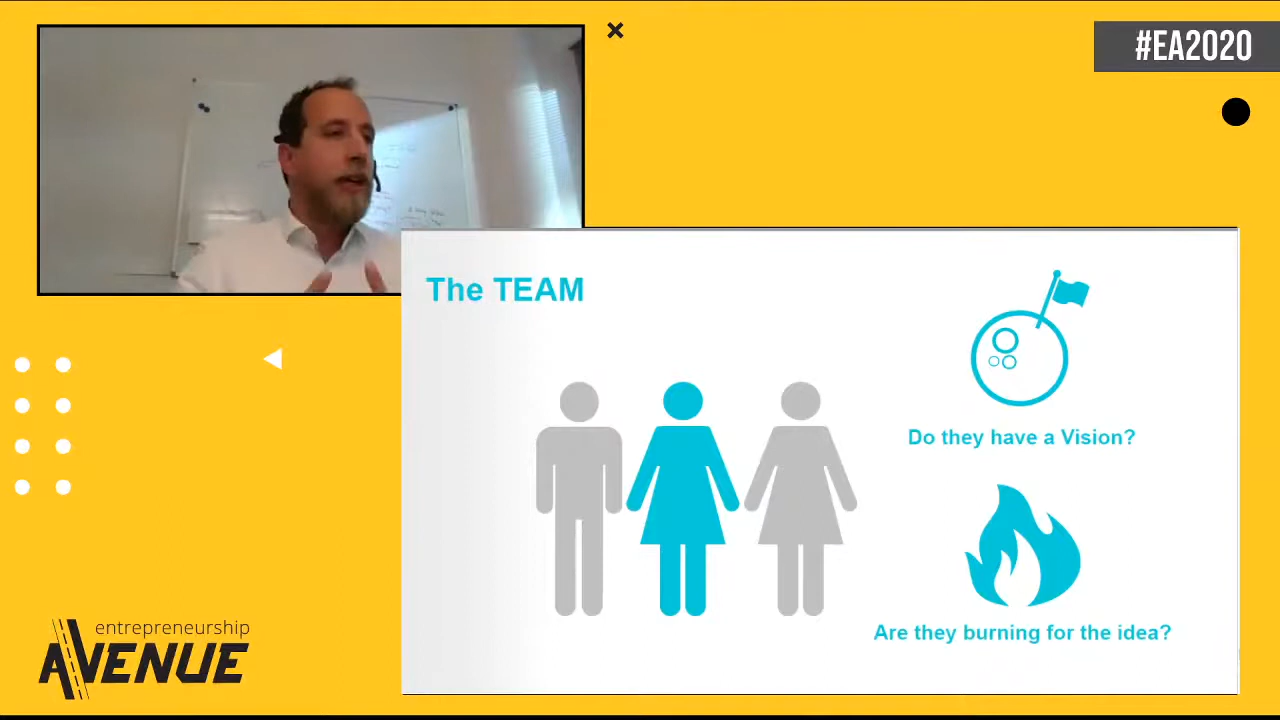 #EA2020
The TEAM
Do they have a Vision?
Are they burning for the idea?
entrepreneurship
AVENUE